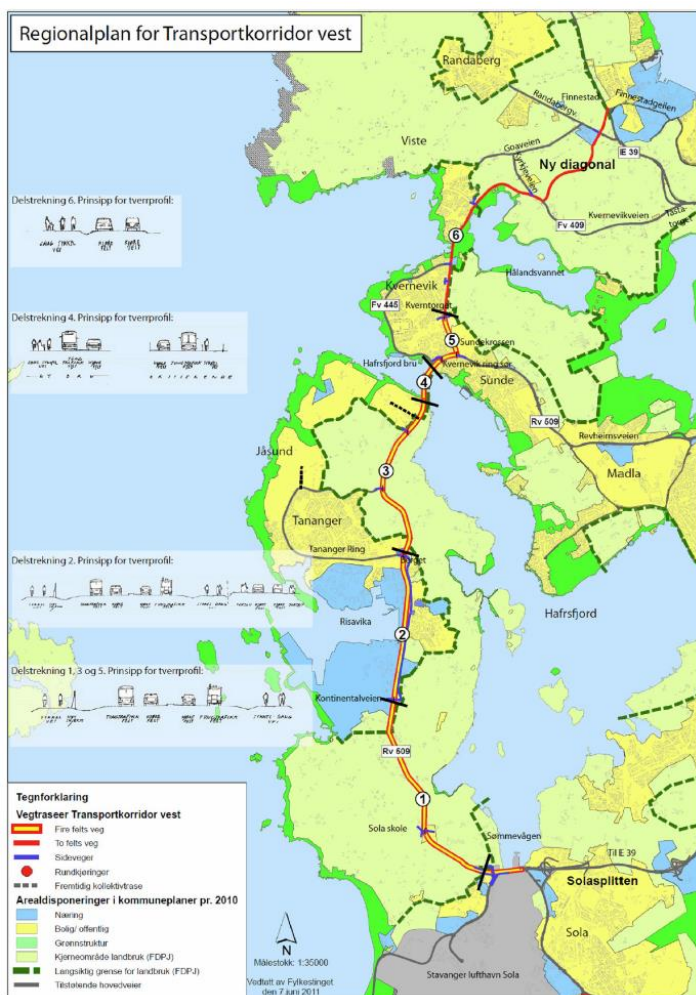 Regionalplan for Transportkorridor vest
Randaberg
Finnestad
Finnestadgeilen
Randabergv.
Viste
Goaveien
E 39
Ny diagonal
Kyrkjeveien
Kvernevikveien
Fv 409
Delstrekning 6. Prinsipp for tverrprofil:
6
Hålandsvannet
Kvernevik
Fv 445
Kverntorget
Delstrekning 4. Prinsipp for tverrprofil:
5
Sundekrossen
Hafrsfjord bru
Kvernevik ring sør
4
Sunde
Rv 509
Revheimsveien
Jåsund
3
Madla
Tananger
Tananger Ring
Delstrekning 2. Prinsipp for tverrprofil:
Hafrsfjord
Risavika
2
Delstrekning 1, 3 og 5. Prinsipp for tverrprofil:
Kontinentalveien
Rv 509
1
Sola skole
Sømmevågen
Til E 39
Solasplitten
Sola
Stavanger lufthavn Sola
Tegnforklaring
Vegtraseer Transportkorridor vest
Fire felts veg
To felts veg
Sideveger
Rundkjøringer
Fremtidig kollektivtrase
Arealdisponeringer i kommuneplaner pr. 2010
Næring
Bolig/ offentlig
Grønnstruktur
Kjerneområde landbruk (FDPJ)
Langsiktig grense for landbruk (FDPJ)
Tilstøtende hovedveier
N
Målestokk: 1:35000
Vedtatt av Fylkestinget
den 7 juni 2011